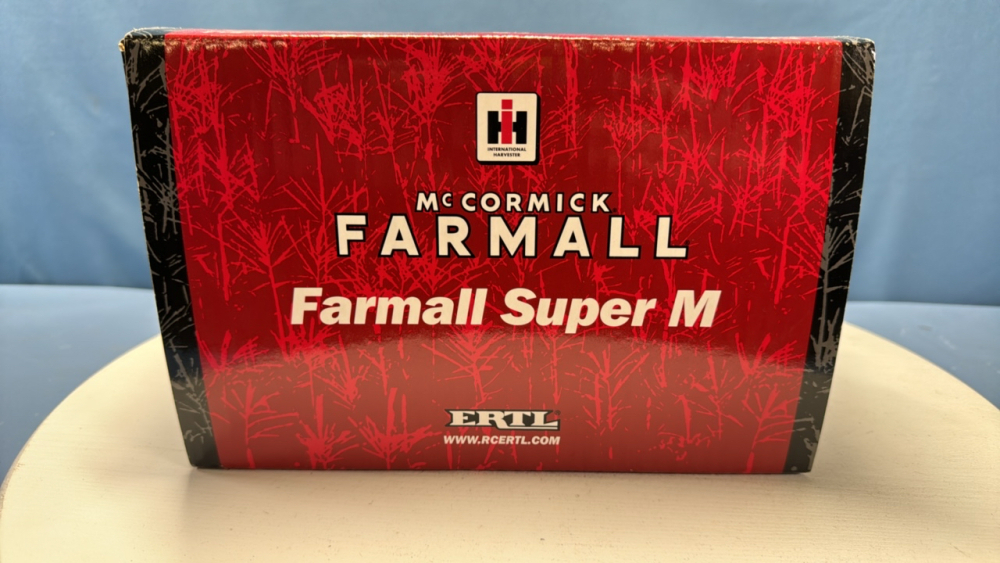 IH
INTERNATIONAL
HARVESTER
McCORMICK
FARMALL
Farmall Super M
ERTL
WWW.RCERTL.COM